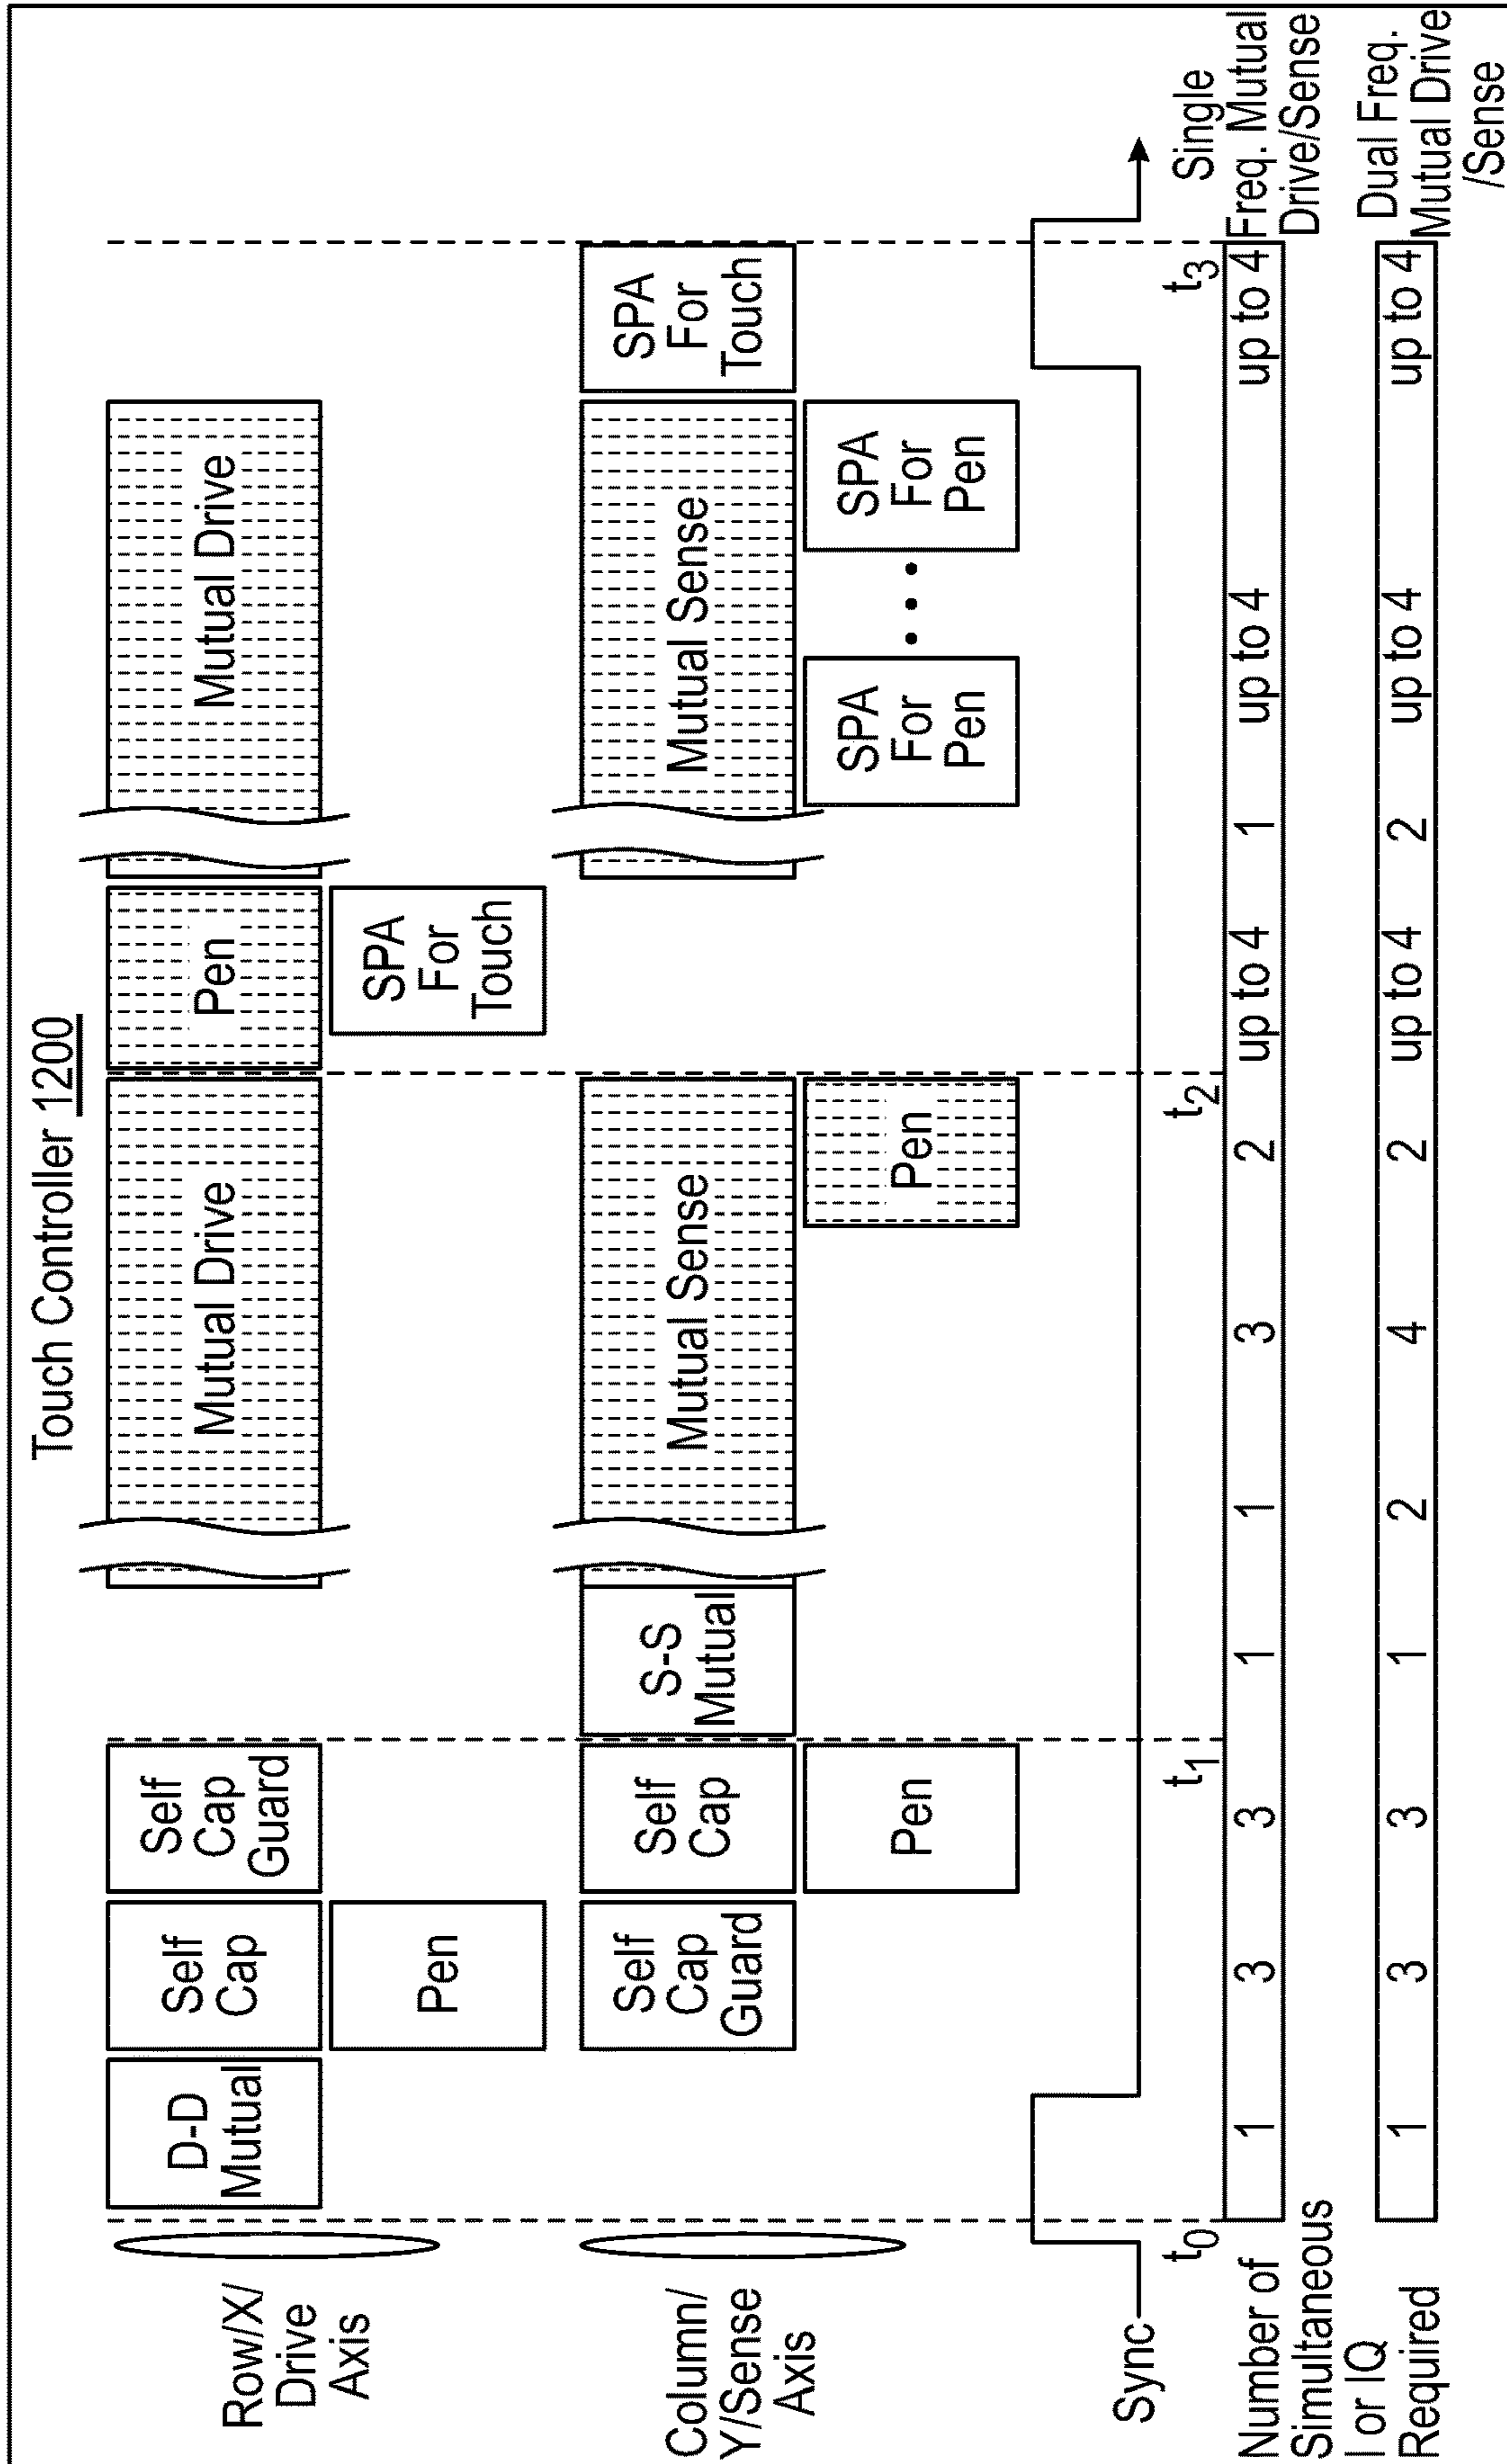 Touch Controller 1200
Row/X/
Drive
Axis
D-D
Mutual
Self
Cap
Self
Cap
Guard
Mutual Drive
Pen
Mutual Drive
Pen
SPA
For
Touch
Column/
Y/Sense
Axis
Self
Cap
Guard
Self
Cap
S-S
Mutual
Mutual Sense
Mutual Sense
SPA
For
Touch
Pen
Pen
SPA
For
Pen
• • •
SPA
For
Pen
Sync
t0
t1
t2
t3
Number of
Simultaneous
I or IQ
Required
1 3 3 1 1 3 2 up to 4 1 up to 4 up to 4
Single
Freq. Mutual
Drive/Sense
1 3 3 1 2 4 2 up to 4 2 up to 4 up to 4
Dual Freq.
Mutual Drive
/Sense